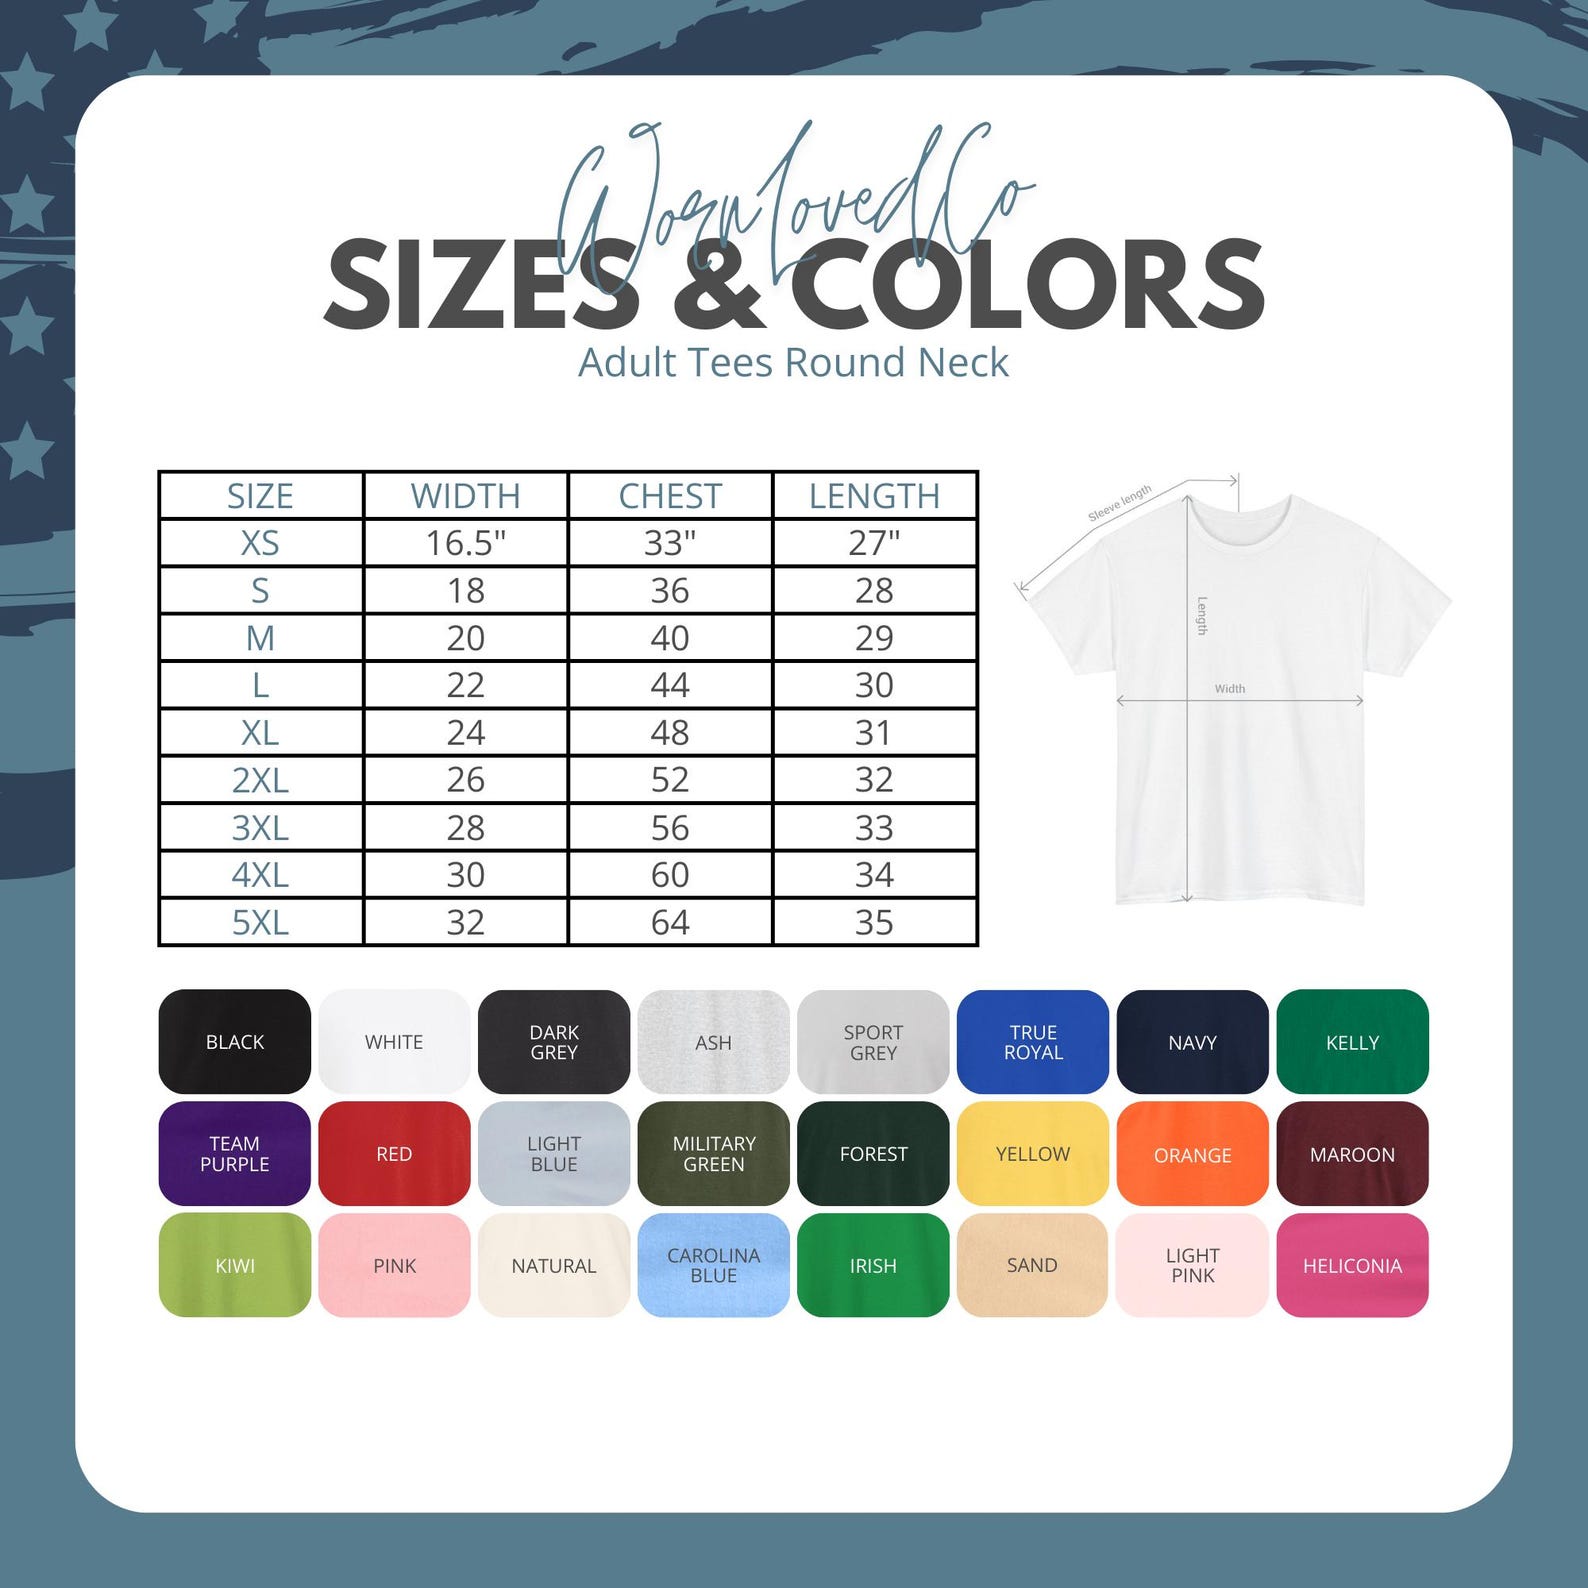 WornLovedCo
SIZES & COLORS
Adult Tees Round Neck
SIZE WIDTH CHEST LENGTH
XS 16.5" 33" 27"
S 18 36 28
M 20 40 29
L 22 44 30
XL 24 48 31
2XL 26 52 32
3XL 28 56 33
4XL 30 60 34
5XL 32 64 35
Sleeve length
Length
Width
BLACK
WHITE
DARK
GREY
ASH
SPORT
GREY
TRUE
ROYAL
NAVY
KELLY
TEAM
PURPLE
RED
LIGHT
BLUE
MILITARY
GREEN
FOREST
YELLOW
ORANGE
MAROON
KIWI
PINK
NATURAL
CAROLINA
BLUE
IRISH
SAND
LIGHT
PINK
HELICONIA